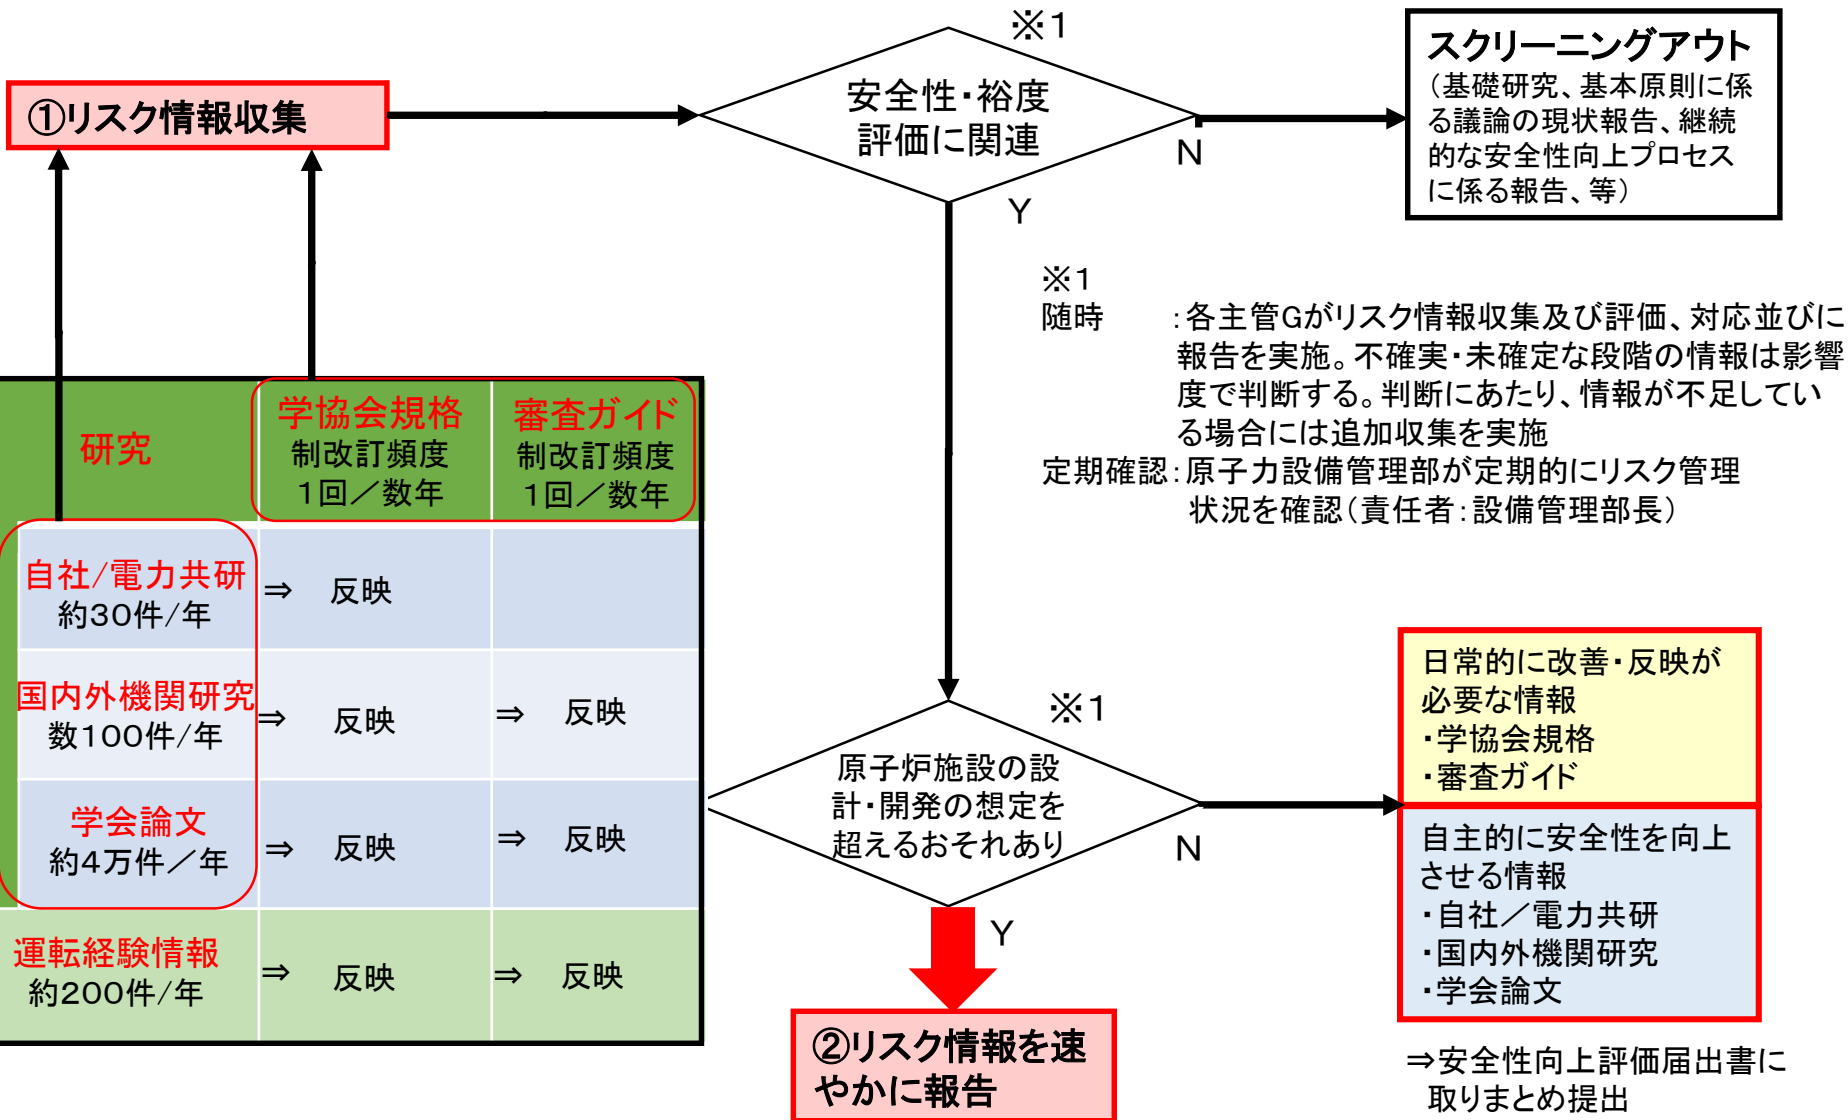 ①リスク情報収集
※1
安全性・裕度
評価に関連
N
Y
スクリーニングアウト
（基礎研究、基本原則に係
る議論の現状報告、継続
的な安全性向上プロセス
に係る報告、等）
※1
随時　　：各主管Gがリスク情報収集及び評価、対応並びに
報告を実施。不確実・未確定な段階の情報は影響
度で判断する。判断にあたり、情報が不足してい
る場合には追加収集を実施
定期確認：原子力設備管理部が定期的にリスク管理
状況を確認（責任者：設備管理部長）
研究
学協会規格
制改訂頻度
1回／数年
審査ガイド
制改訂頻度
1回／数年
自社/電力共研
約30件/年
⇒　反映
国内外機関研究
数100件/年
⇒　反映
⇒　反映
学会論文
約4万件／年
⇒　反映
⇒　反映
運転経験情報
約200件/年
⇒　反映
⇒　反映
※1
原子炉施設の設
計・開発の想定を
超えるおそれあり
N
Y
②リスク情報を速
やかに報告
日常的に改善・反映が
必要な情報
・学協会規格
・審査ガイド
自主的に安全性を向上
させる情報
・自社／電力共研
・国内外機関研究
・学会論文
⇒安全性向上評価届出書に
取りまとめ提出